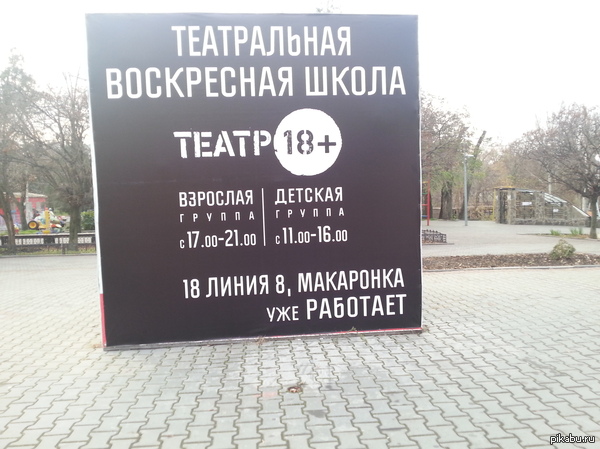 ТЕАТРАЛЬНАЯ
ВОСКРЕСНАЯ ШКОЛА
ТЕАТР 18+
ВЗРОСЛАЯ
ГРУППА
с 17.00-21.00
ДЕТСКАЯ
ГРУППА
с 11.00-16.00
18 ЛИНИЯ 8, МАКАРОНКА
УЖЕ РАБОТАЕТ
pikabu.ru